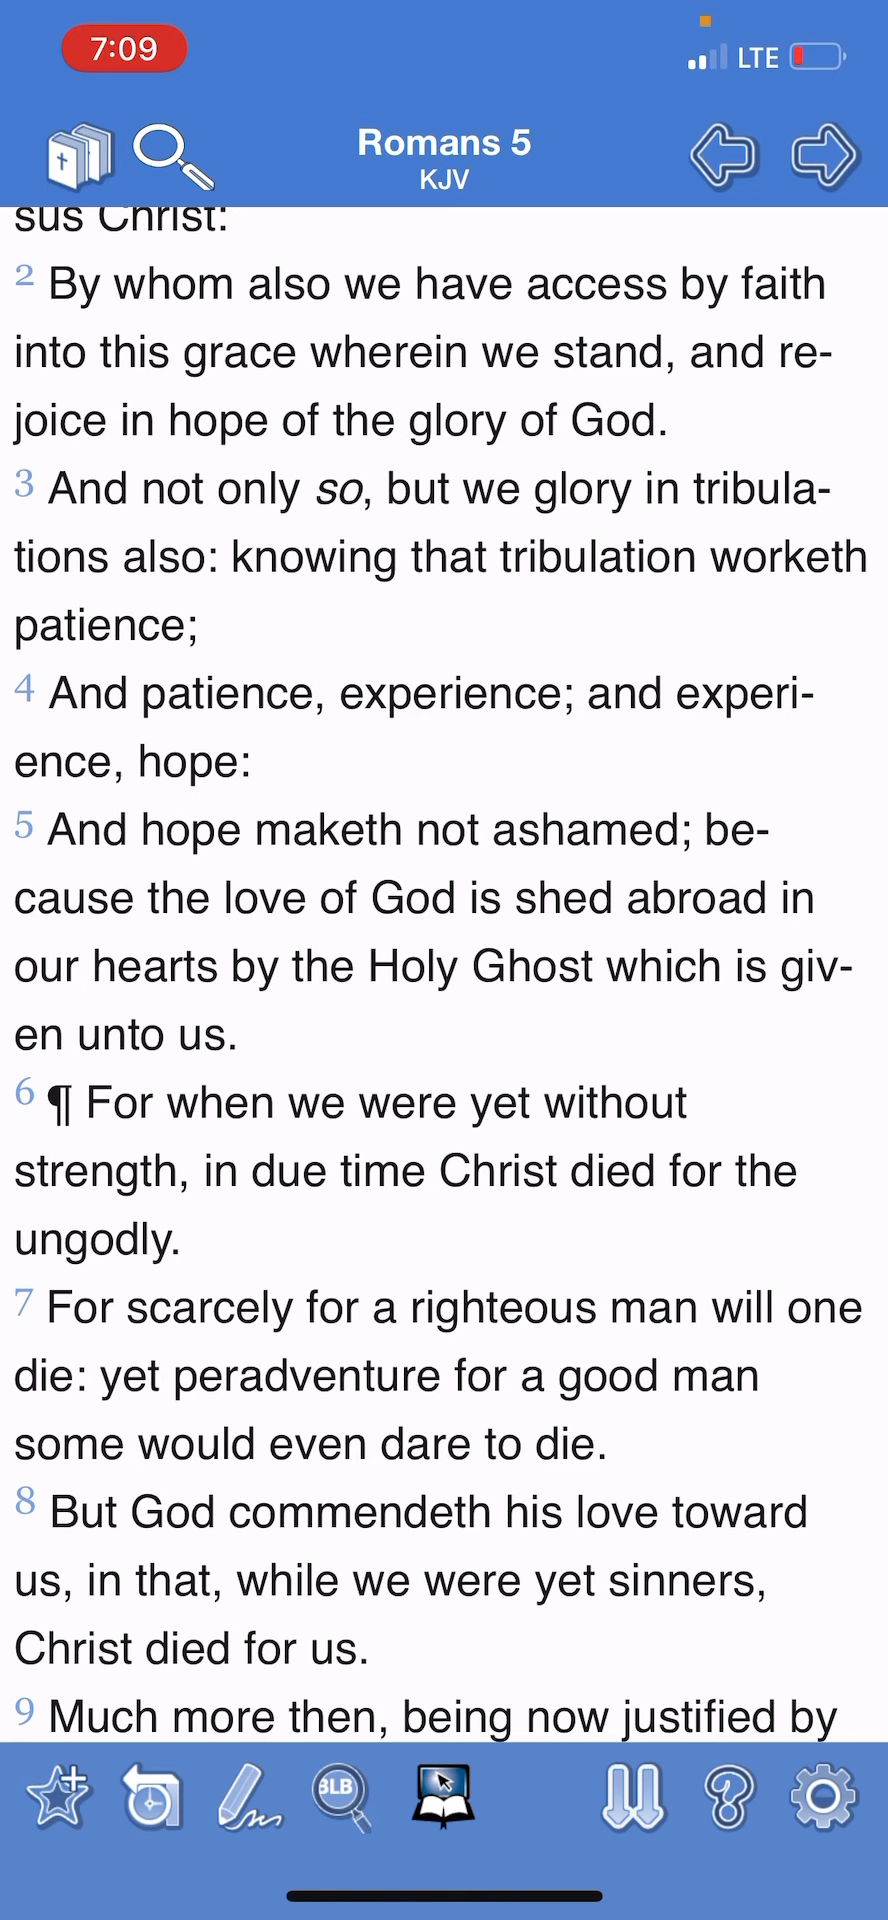 7:09
LTE
Romans 5
KJV
sus Christ:
2 By whom also we have access by faith
into this grace wherein we stand, and re-
joice in hope of the glory of God.
3 And not only so, but we glory in tribula-
tions also: knowing that tribulation worketh
patience;
4 And patience, experience; and experi-
ence, hope:
5 And hope maketh not ashamed; be-
cause the love of God is shed abroad in
our hearts by the Holy Ghost which is giv-
en unto us.
6 ¶ For when we were yet without
strength, in due time Christ died for the
ungodly.
7 For scarcely for a righteous man will one
die: yet peradventure for a good man
some would even dare to die.
8 But God commendeth his love toward
us, in that, while we were yet sinners,
Christ died for us.
9 Much more then, being now justified by
BLB